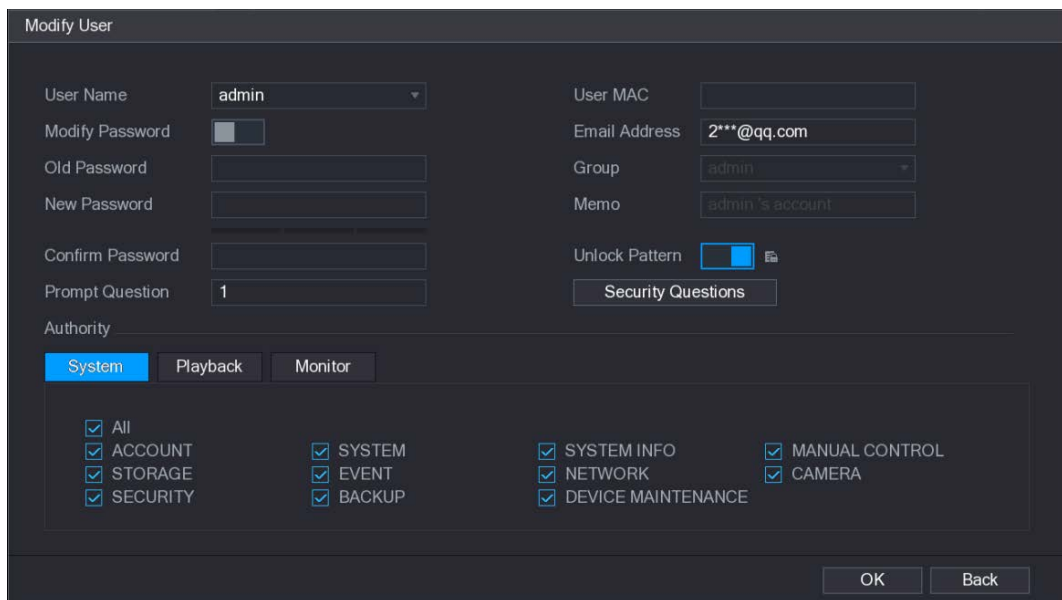 Modify User
User Name admin User MAC
Modify Password Email Address 2***@qq.com
Old Password Group admin
New Password Memo admin 's account
Confirm Password Unlock Pattern
Prompt Question 1 Security Questions
Authority
System Playback Monitor
All
ACCOUNT SYSTEM SYSTEM INFO MANUAL CONTROL
STORAGE EVENT NETWORK CAMERA
SECURITY BACKUP DEVICE MAINTENANCE
OK Back